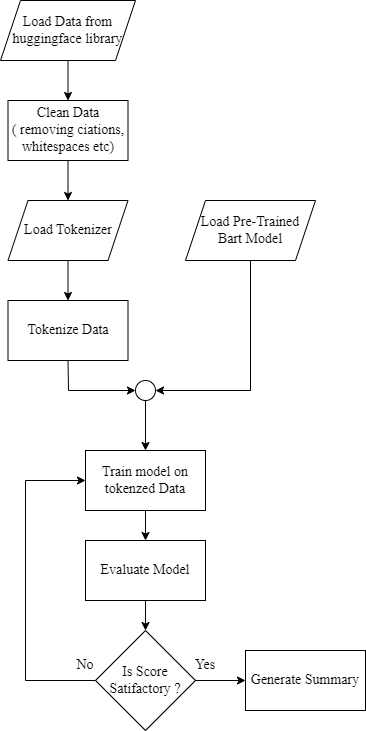 Load Data from
huggingface library
Clean Data
( removing ciations,
whitespaces etc)
Load Tokenizer
Load Pre-Trained
Bart Model
Tokenize Data
Train model on
tokenzed Data
Evaluate Model
No
Is Score
Satifactory ?
Yes
Generate Summary